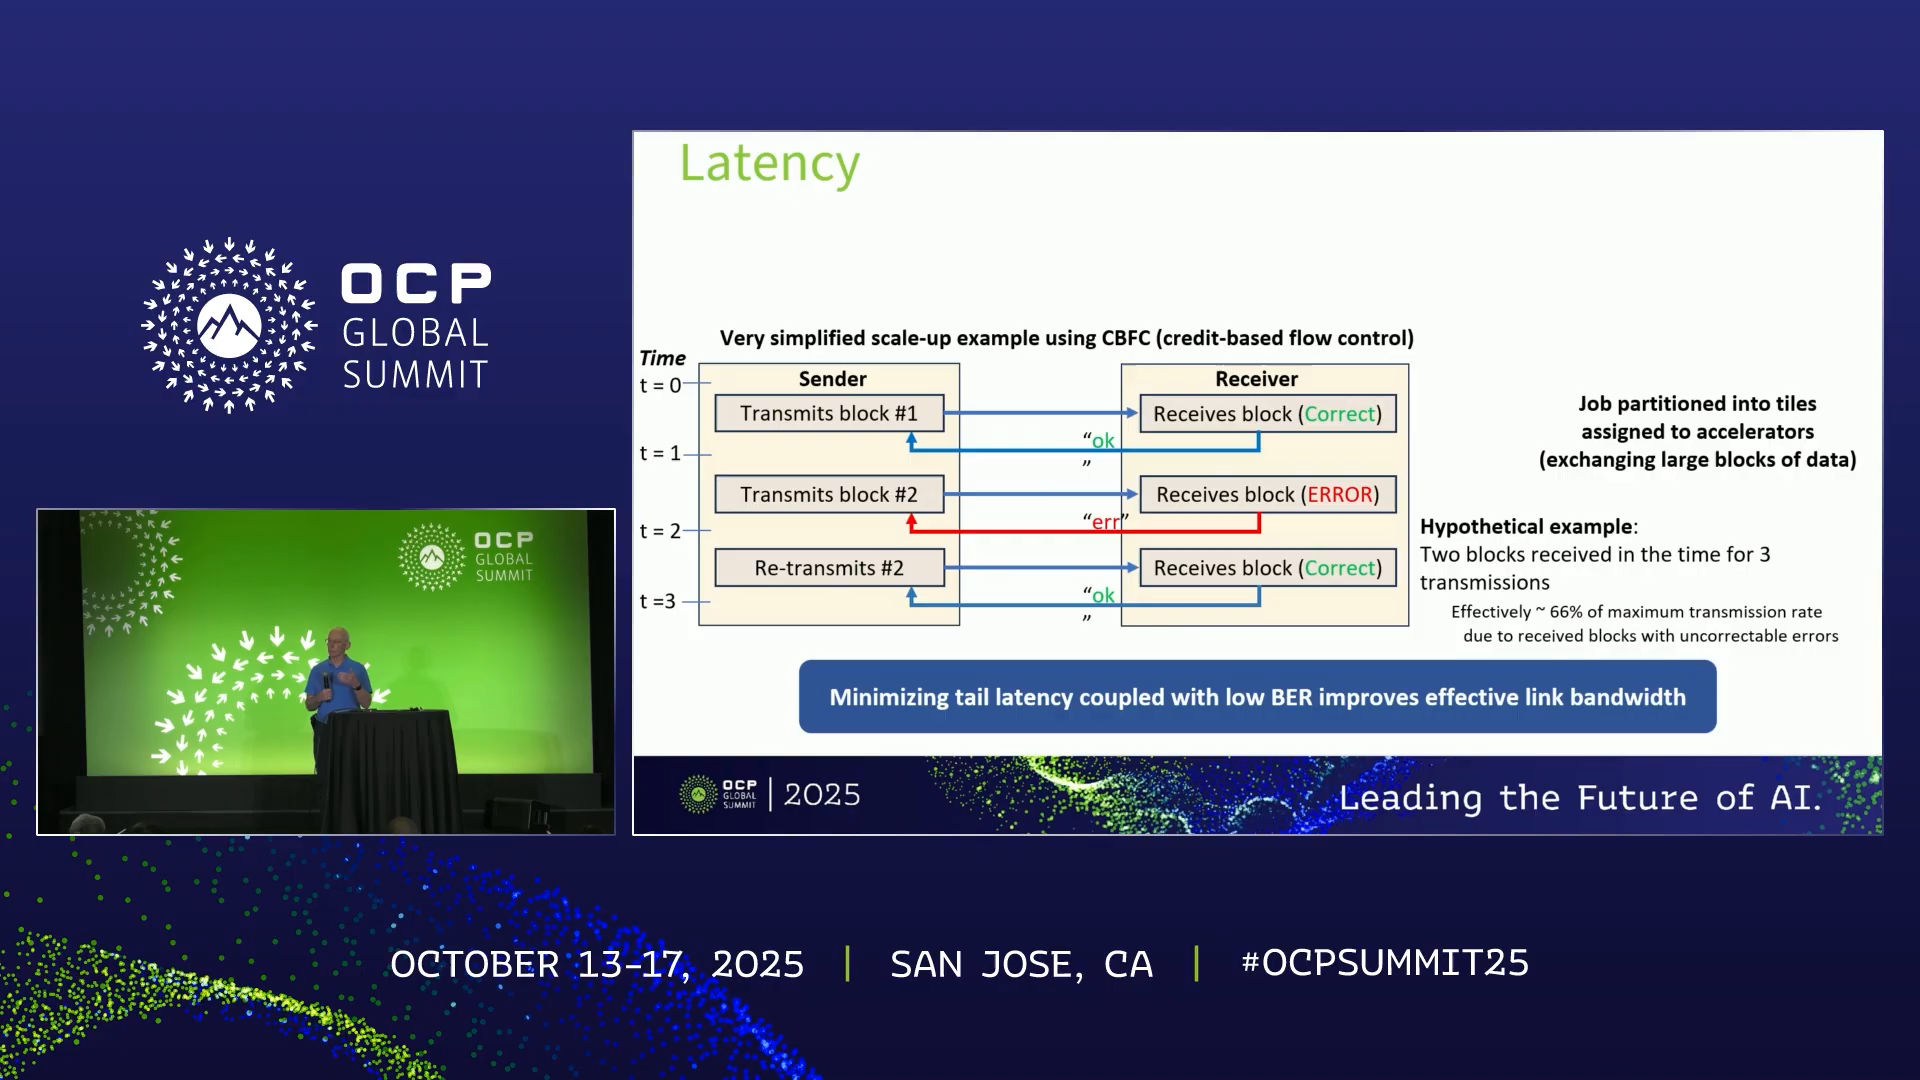 OCP
GLOBAL
SUMMIT
OCP
GLOBAL
SUMMIT
Latency
Very simplified scale-up example using CBFC (credit-based flow control)
Time
t = 0
t = 1
t = 2
t =3
Sender
Transmits block #1
Transmits block #2
Re-transmits #2
“ok
”
“err”
“ok
”
Receiver
Receives block (Correct)
Receives block (ERROR)
Receives block (Correct)
Job partitioned into tiles
assigned to accelerators
(exchanging large blocks of data)
Hypothetical example:
Two blocks received in the time for 3
transmissions
Effectively ~ 66% of maximum transmission rate
due to received blocks with uncorrectable errors
Minimizing tail latency coupled with low BER improves effective link bandwidth
OCP
GLOBAL
SUMMIT
2025
Leading the Future of AI.
OCTOBER 13-17, 2025 | SAN JOSE, CA | #OCPSUMMIT25